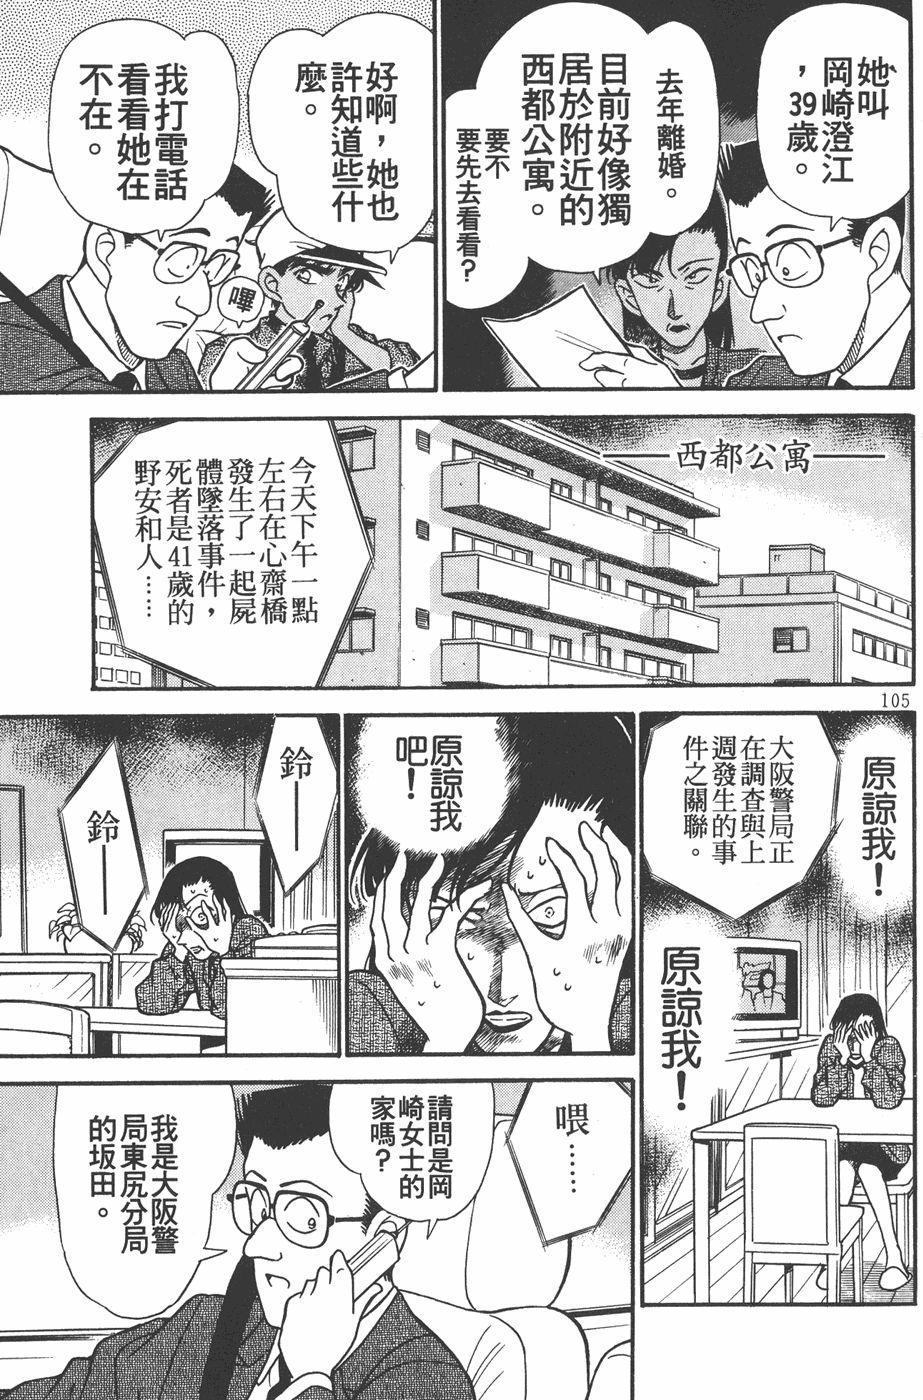 她叫
岡崎澄江
，39歲。
去年離婚。
目前好像獨
居於附近的
西都公寓。
要不
要先去看看？
好啊，她也
許知道些什
麼。
嗶
我打電話
看看她在
不在。
西都公寓
今天下午一點
左右在心齋橋
發生了一起屍
體墜落事件，
死者是41歲的
野安和人……
105
原諒我！
大阪警局正
在調查與上
週發生的事
件之關聯。
原諒我！
原諒我
吧！
鈴—
鈴—
喂……
請問是岡
崎女士的
家嗎？
我是大阪警
局東尻分局
的坂田。